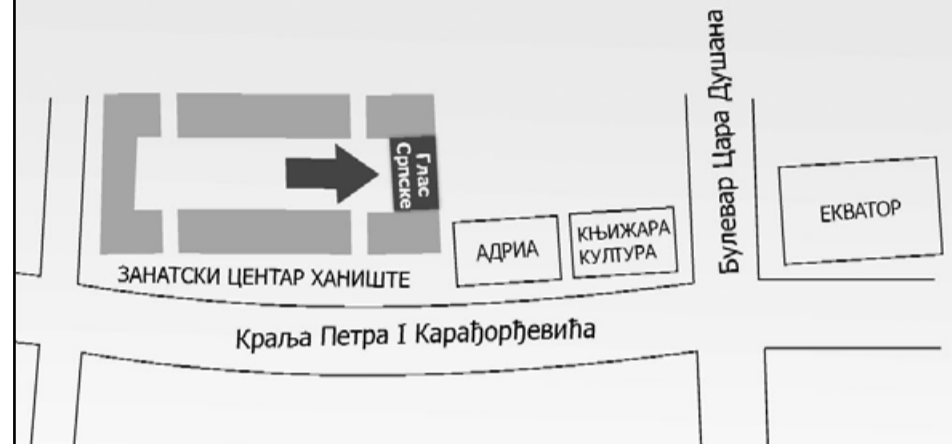 Глас
Српске
Булевар Цара Душана
ЕКВАТОР
АДРИА
КЊИЖАРА
КУЛТУРА
ЗАНАТСКИ ЦЕНТАР ХАНИШТЕ
Краља Петра I Карађорђевића